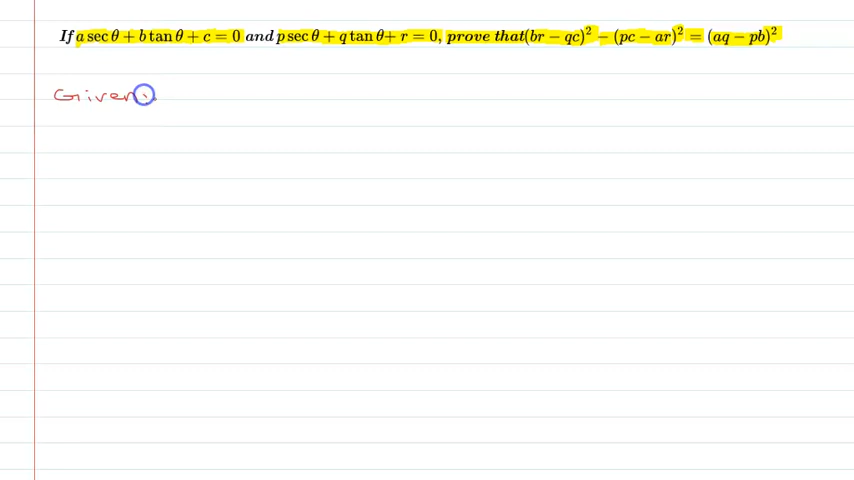 If a sec θ + b tan θ + c = 0 and p sec θ + q tan θ + r = 0, prove that (br − qc)² − (pc − ar)² = (aq − pb)²
Given